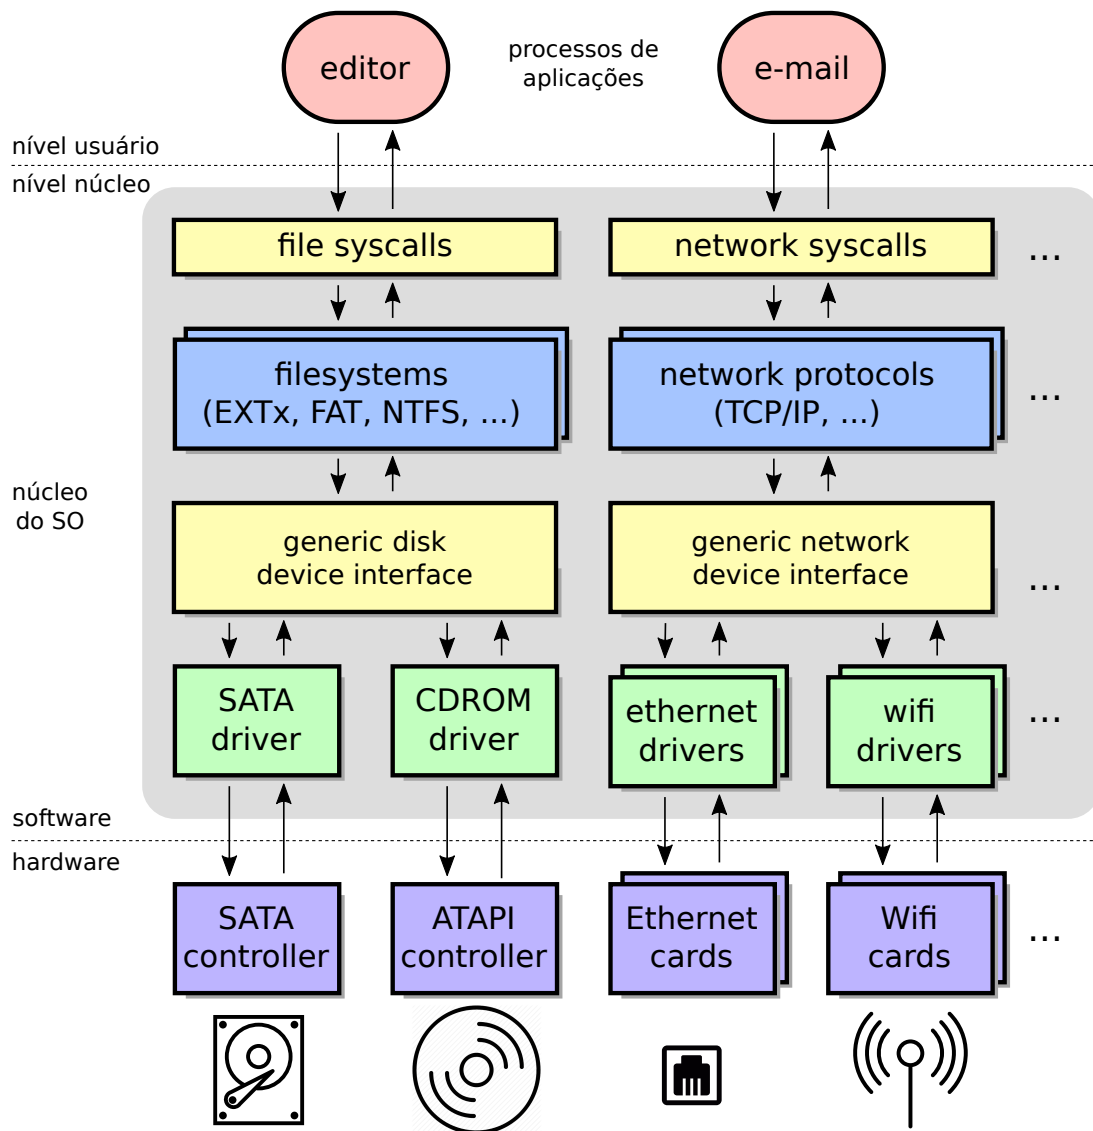 editor
processos de
aplicações
e-mail
nível usuário
nível núcleo
file syscalls
network syscalls
...
filesystems
(EXTx, FAT, NTFS, ...)
network protocols
(TCP/IP, ...)
...
núcleo
do SO
generic disk
device interface
generic network
device interface
...
SATA
driver
CDROM
driver
ethernet
drivers
wifi
drivers
...
software
hardware
SATA
controller
ATAPI
controller
Ethernet
cards
Wifi
cards
...